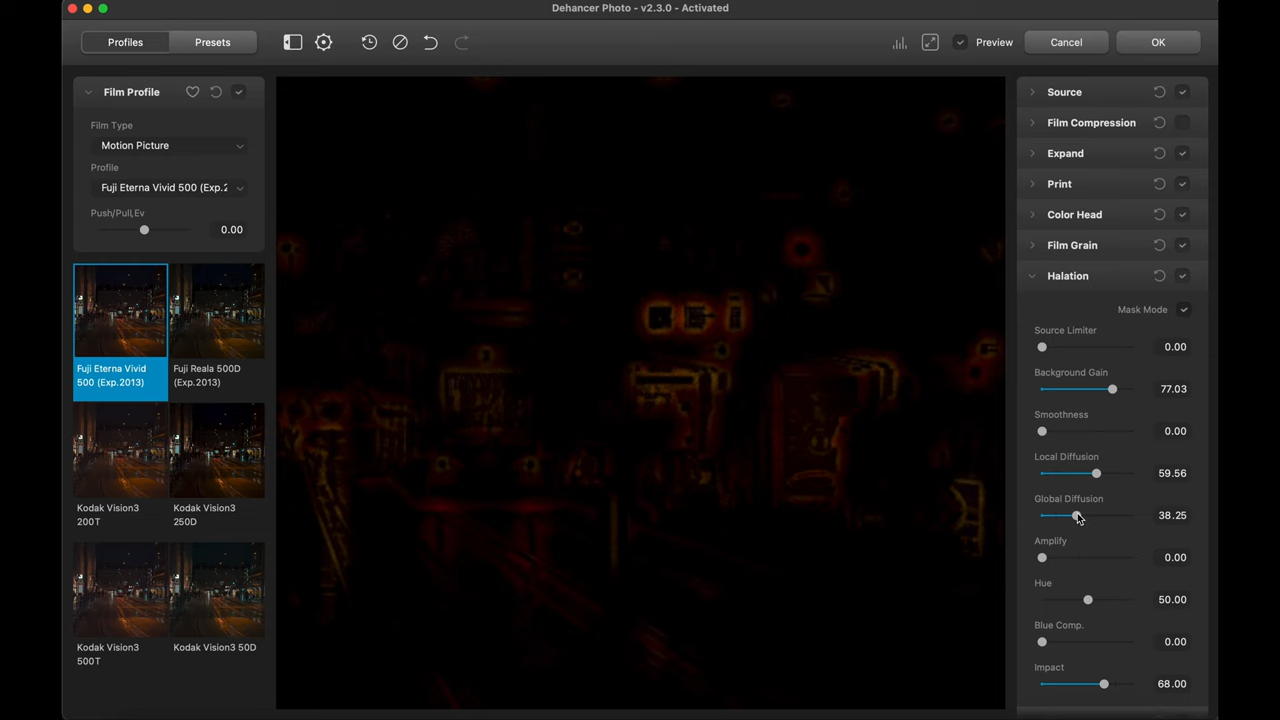 Dehancer Photo - v2.3.0 - Activated
Profiles
Presets
Preview
Cancel
OK
Film Profile
Film Type
Motion Picture
Profile
Fuji Eterna Vivid 500 (Exp.2
Push/Pull,Ev
0.00
Fuji Eterna Vivid
500 (Exp.2013)
Fuji Reala 500D
(Exp.2013)
Kodak Vision3
200T
Kodak Vision3
250D
Kodak Vision3
500T
Kodak Vision3 50D
Source
Film Compression
Expand
Print
Color Head
Film Grain
Halation
Mask Mode
Source Limiter
0.00
Background Gain
77.03
Smoothness
0.00
Local Diffusion
59.56
Global Diffusion
38.25
Amplify
0.00
Hue
50.00
Blue Comp.
0.00
Impact
68.00